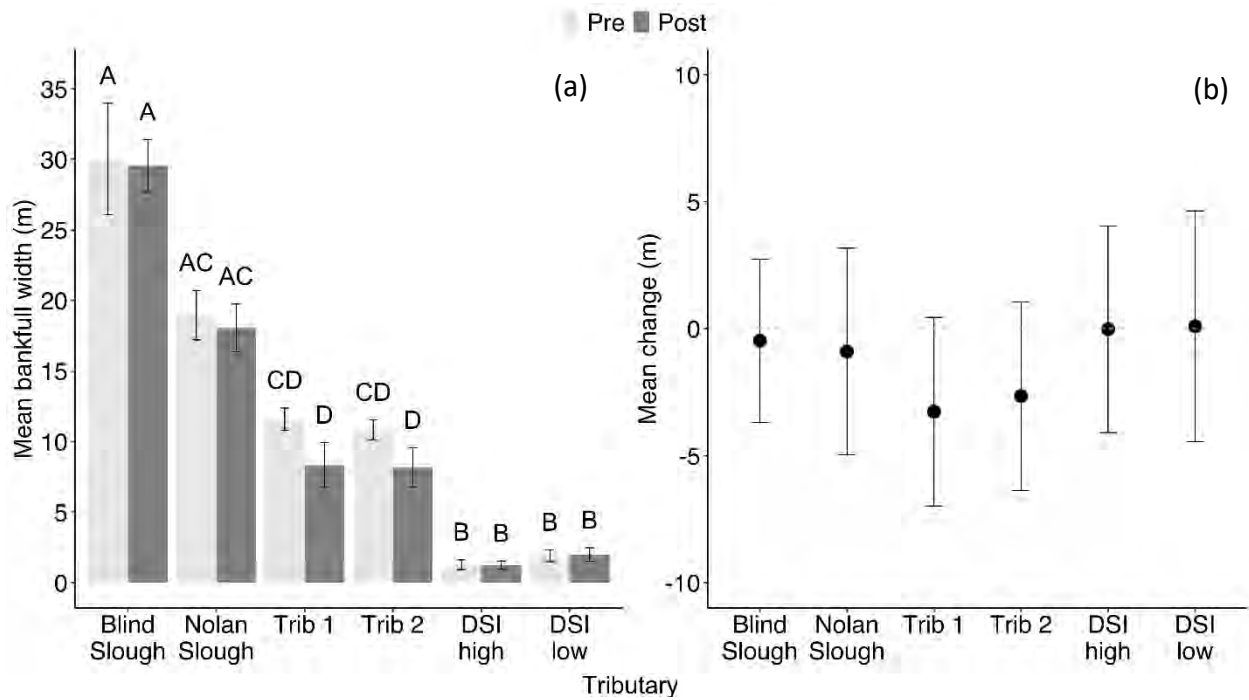 Pre Post
(a)
Mean bankfull width (m)
35
30
25
20
15
10
5
0
A
A
AC AC
CD
D
CD
D
B B
B B
Blind Slough
Nolan Slough
Trib 1
Trib 2
DSI high
DSI low
(b)
Mean change (m)
10
5
0
-5
-10
Blind Slough
Nolan Slough
Trib 1
Trib 2
DSI high
DSI low
Tributary